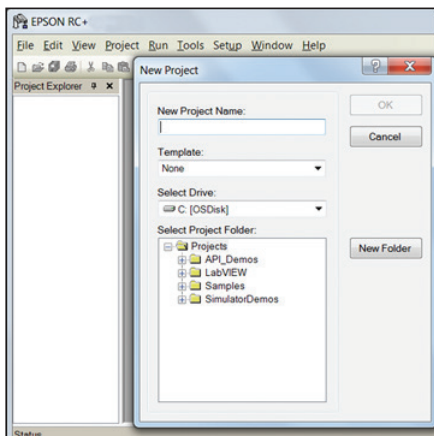 EPSON RC+
File Edit View Project Run Tools Setup Window Help
Project Explorer
New Project
New Project Name:
OK
Cancel
Template:
None
Select Drive:
C: [OSDisk]
Select Project Folder:
Projects
New Folder
API_Demos
LabVIEW
Samples
SimulatorDemos
Status